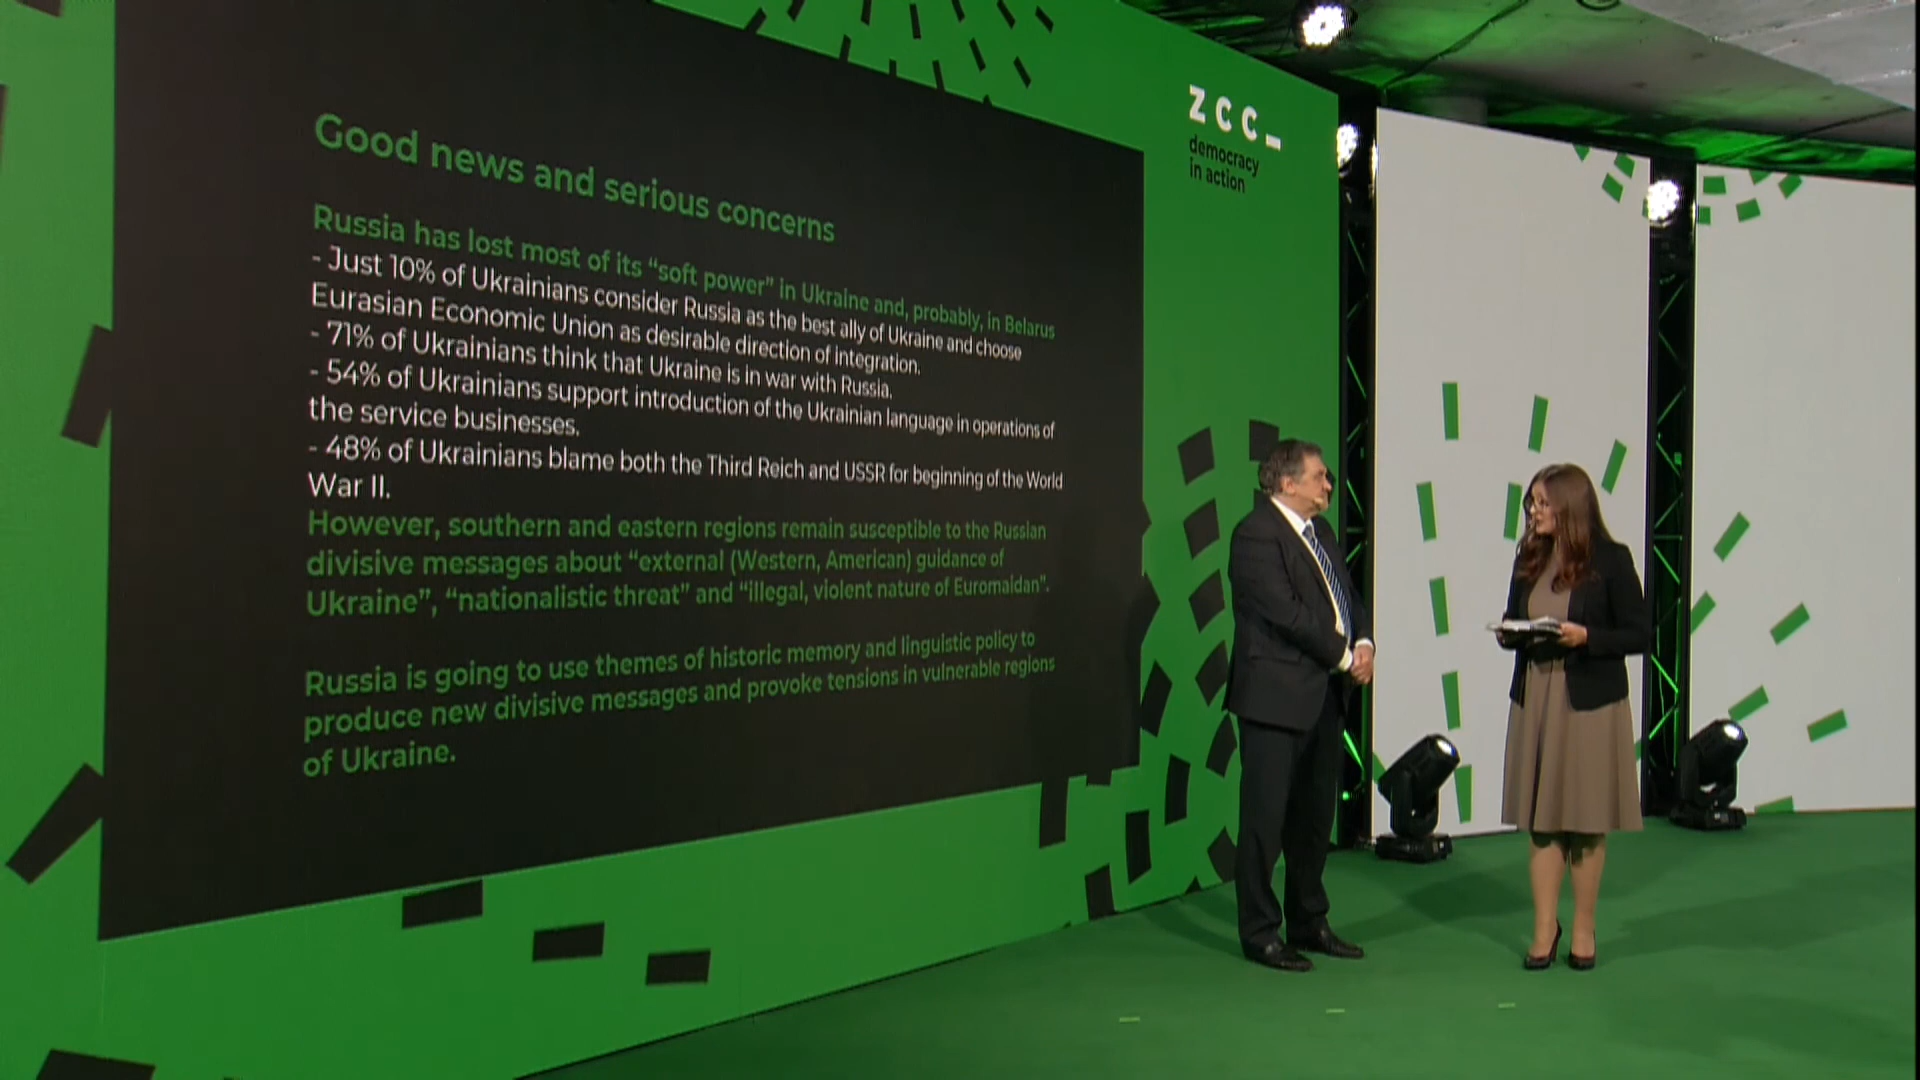 Good news and serious concerns
Russia has lost most of its “soft power” in Ukraine and, probably, in Belarus
- Just 10% of Ukrainians consider Russia as the best ally of Ukraine and choose
Eurasian Economic Union as desirable direction of integration.
- 71% of Ukrainians think that Ukraine is in war with Russia.
- 54% of Ukrainians support introduction of the Ukrainian language in operations of
the service businesses.
- 48% of Ukrainians blame both the Third Reich and USSR for beginning of the World
War II.
However, southern and eastern regions remain susceptible to the Russian
divisive messages about “external (Western, American) guidance of
Ukraine”, “nationalistic threat” and “illegal, violent nature of Euromaidan”.
Russia is going to use themes of historic memory and linguistic policy to
produce new divisive messages and provoke tensions in vulnerable regions
of Ukraine.
zcc_
democracy
in action